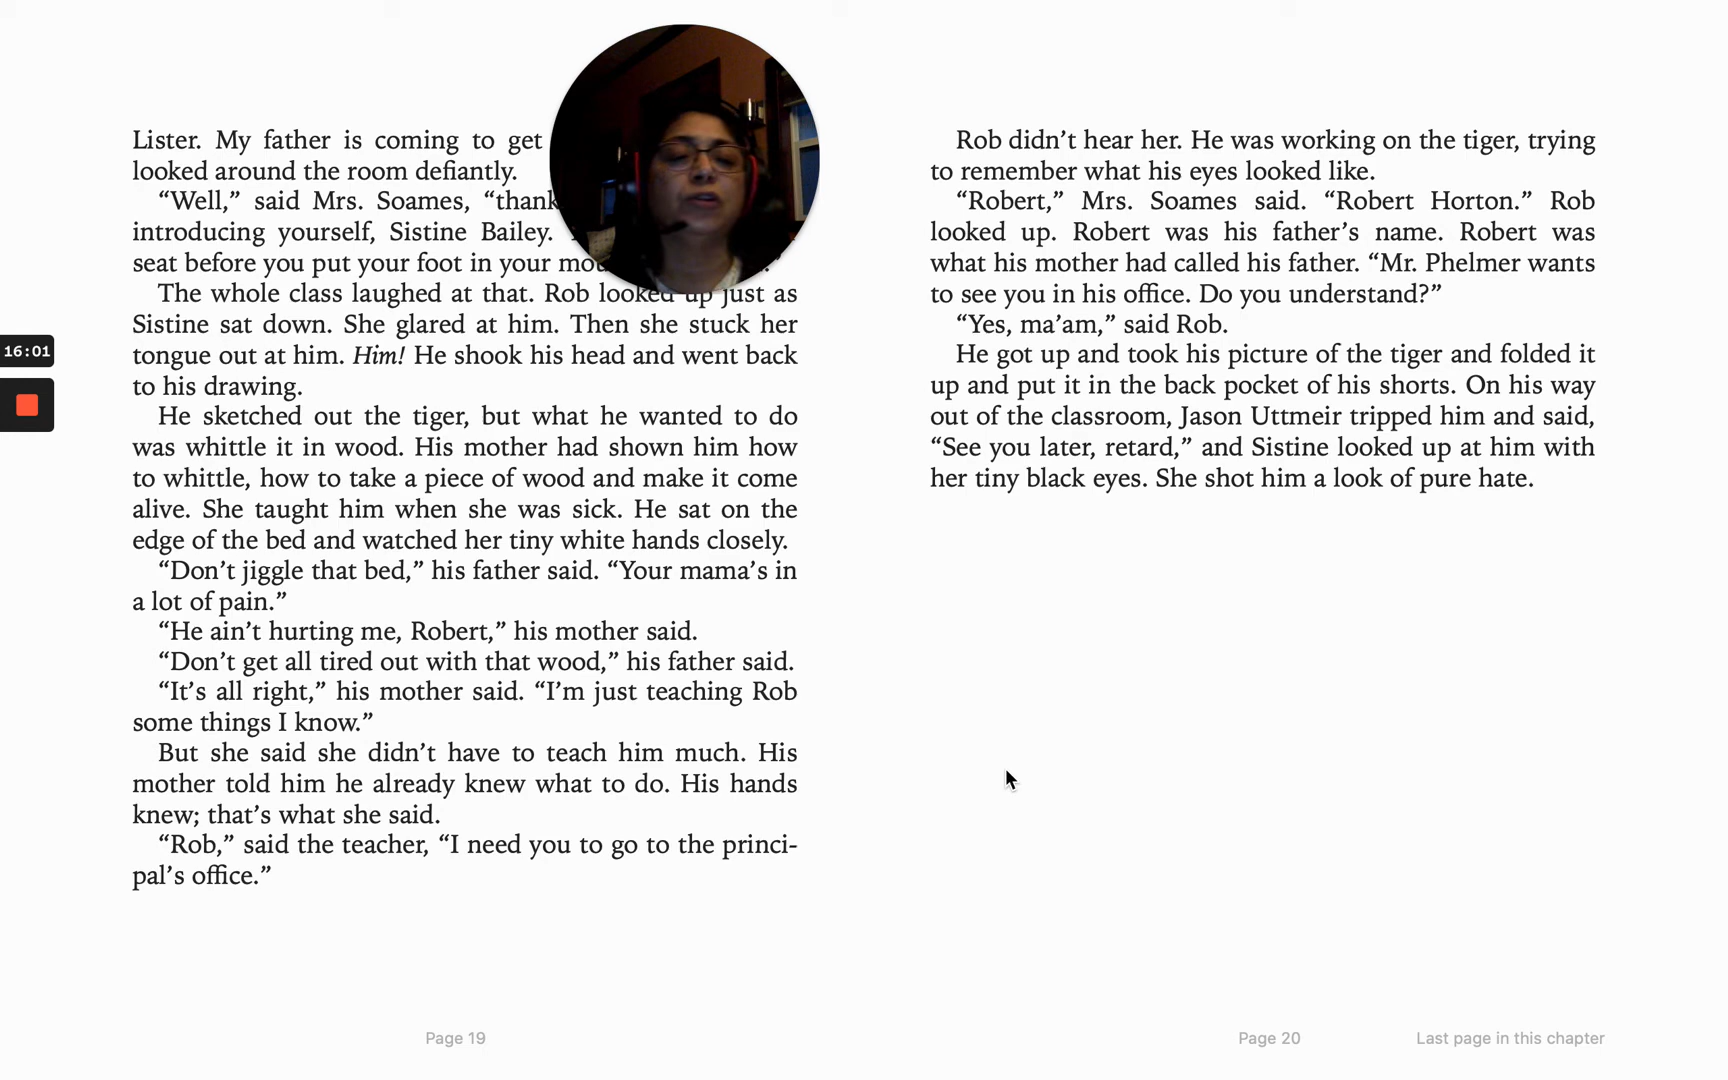 Lister. My father is coming to get
looked around the room defiantly.
“Well,” said Mrs. Soames, “thank
introducing yourself, Sistine Bailey.
seat before you put your foot in your
The whole class laughed at that. Rob looked up just as
Sistine sat down. She glared at him. Then she stuck her
tongue out at him. Him! He shook his head and went back
to his drawing.
He sketched out the tiger, but what he wanted to do
was whittle it in wood. His mother had shown him how
to whittle, how to take a piece of wood and make it come
alive. She taught him when she was sick. He sat on the
edge of the bed and watched her tiny white hands closely.
“Don’t jiggle that bed,” his father said. “Your mama’s in
a lot of pain.”
“He ain’t hurting me, Robert,” his mother said.
“Don’t get all tired out with that wood,” his father said.
“It’s all right,” his mother said. “I’m just teaching Rob
some things I know.”
But she said she didn’t have to teach him much. His
mother told him he already knew what to do. His hands
knew; that’s what she said.
“Rob,” said the teacher, “I need you to go to the princi-
pal’s office.”
Page 19
Rob didn’t hear her. He was working on the tiger, trying
to remember what his eyes looked like.
“Robert,” Mrs. Soames said. “Robert Horton.” Rob
looked up. Robert was his father’s name. Robert was
what his mother had called his father. “Mr. Phelmer wants
to see you in his office. Do you understand?”
“Yes, ma’am,” said Rob.
He got up and took his picture of the tiger and folded it
up and put it in the back pocket of his shorts. On his way
out of the classroom, Jason Uttmeir tripped him and said,
“See you later, retard,” and Sistine looked up at him with
her tiny black eyes. She shot him a look of pure hate.
Page 20
Last page in this chapter
16:01